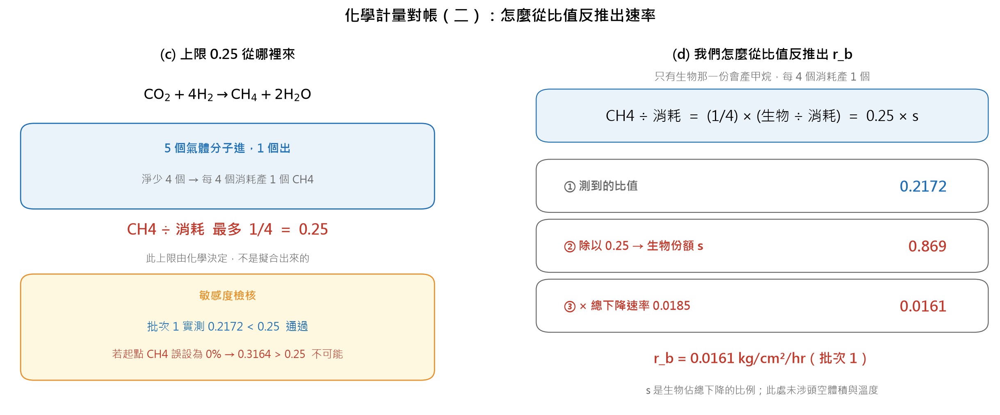 化學計量對帳（二）：怎麼從比值反推出速率
(c) 上限 0.25 從哪裡來
CO₂ + 4H₂ → CH₄ + 2H₂O
5 個氣體分子進，1 個出
淨少 4 個 → 每 4 個消耗產 1 個 CH4
CH4 ÷ 消耗 最多 1/4 = 0.25
此上限由化學決定，不是擬合出來的
敏感度檢核
批次 1 實測 0.2172 < 0.25 通過
若起點 CH4 誤設為 0% → 0.3164 > 0.25 不可能
(d) 我們怎麼從比值反推出 r_b
只有生物那一份會產甲烷，每 4 個消耗產 1 個
CH4 ÷ 消耗 = (1/4) × (生物 ÷ 消耗) = 0.25 × s
① 測到的比值 0.2172
② 除以 0.25 → 生物份額 s 0.869
③ × 總下降速率 0.0185 0.0161
r_b = 0.0161 kg/cm²/hr（批次 1）
s 是生物佔總下降的比例；此處未涉頭空體積與溫度